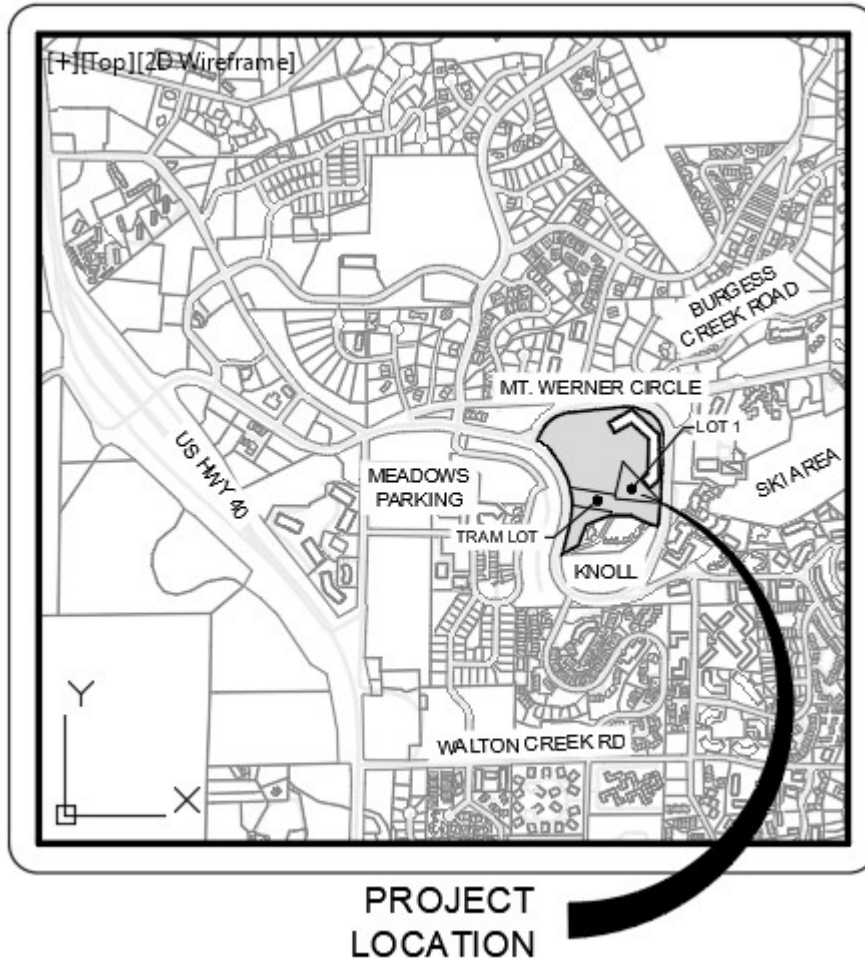 [+][Top][2D Wireframe]
BURGESS
CREEK ROAD
MT. WERNER CIRCLE
LOT 1
US HWY 40
MEADOWS
PARKING
SKI AREA
TRAM LOT
KNOLL
Y
WALTON CREEK RD
X
PROJECT
LOCATION